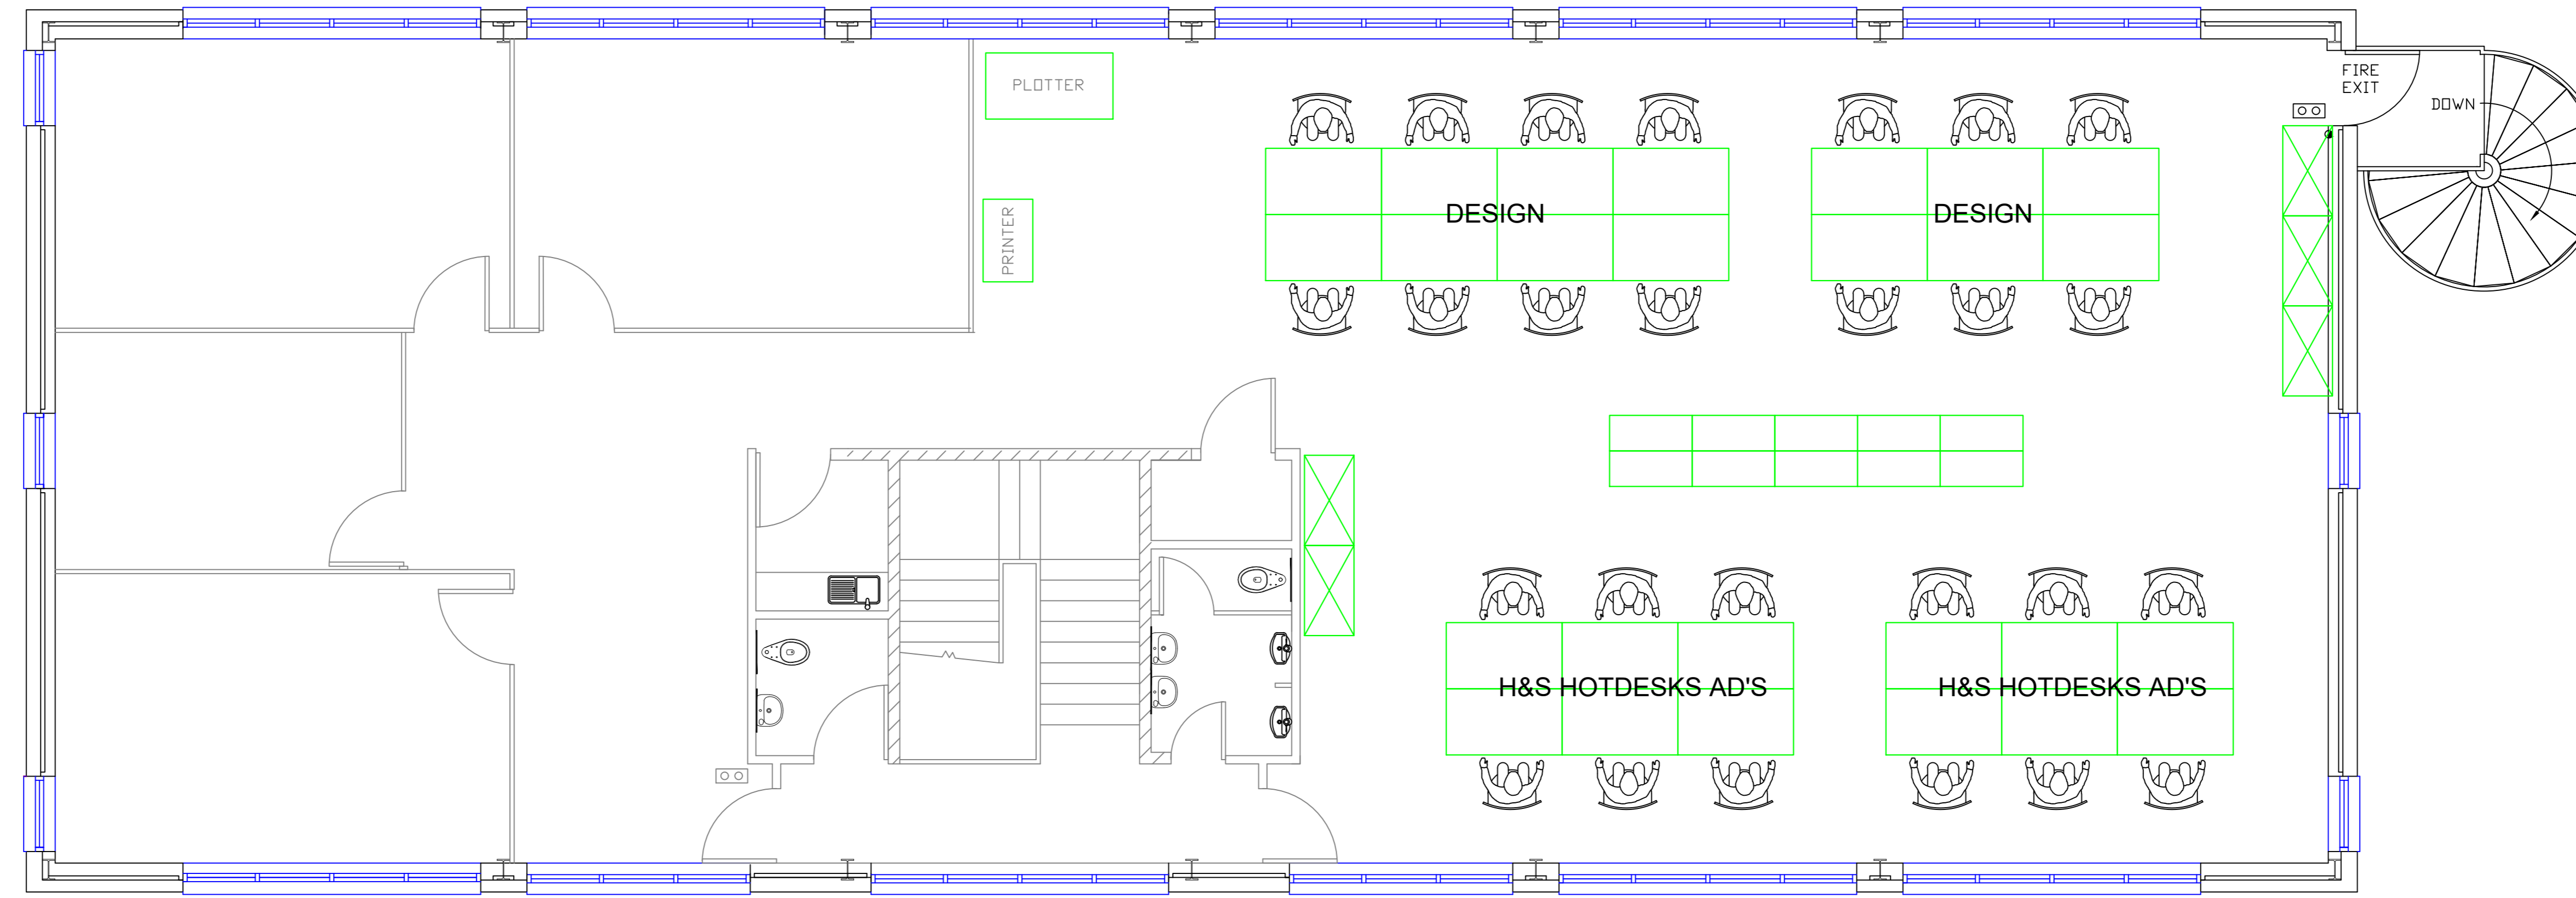 PLOTTER
FIRE
EXIT
DOWN
PRINTER
DESIGN
DESIGN
H&S HOTDESKS AD'S
H&S HOTDESKS AD'S